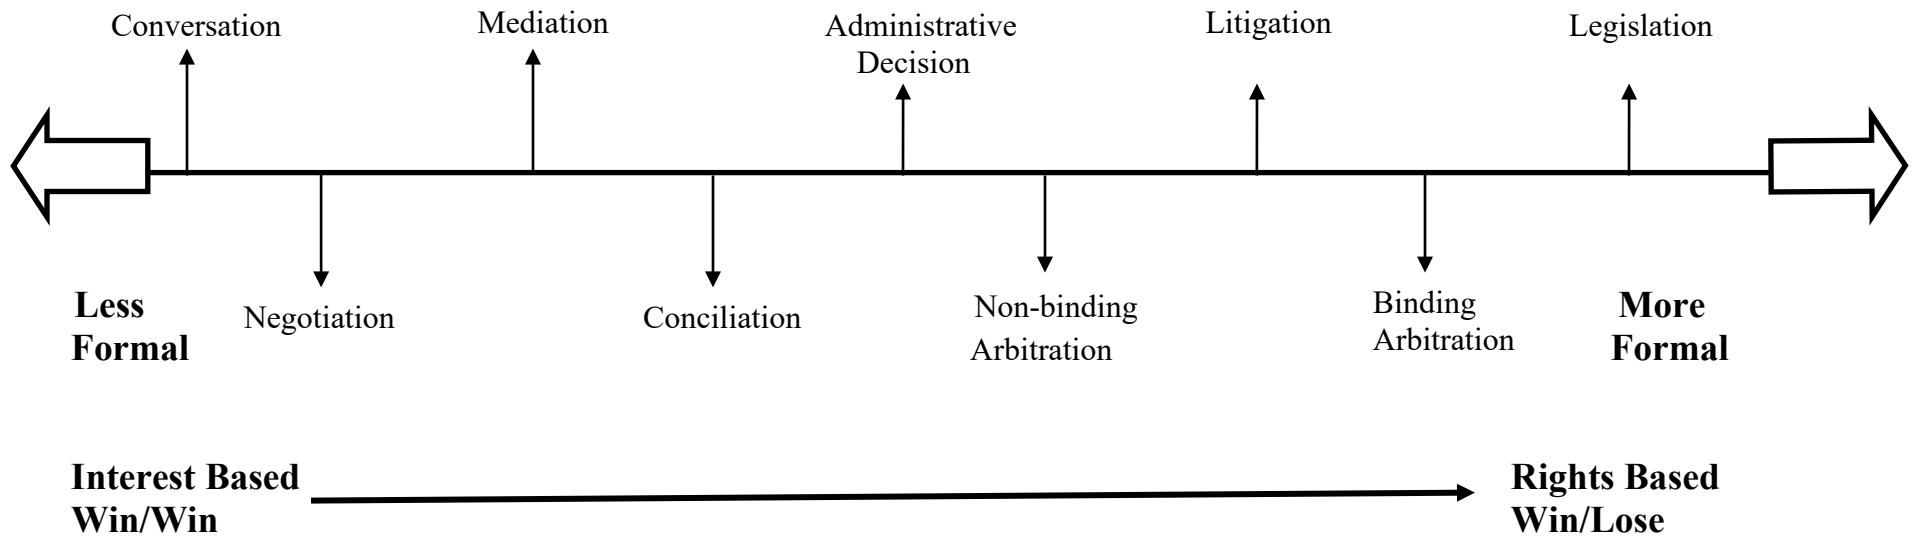 Conversation
Mediation
Administrative
Decision
Litigation
Legislation
Less
Formal
Negotiation
Conciliation
Non-binding
Arbitration
Binding
Arbitration
More
Formal
Interest Based
Win/Win
Rights Based
Win/Lose